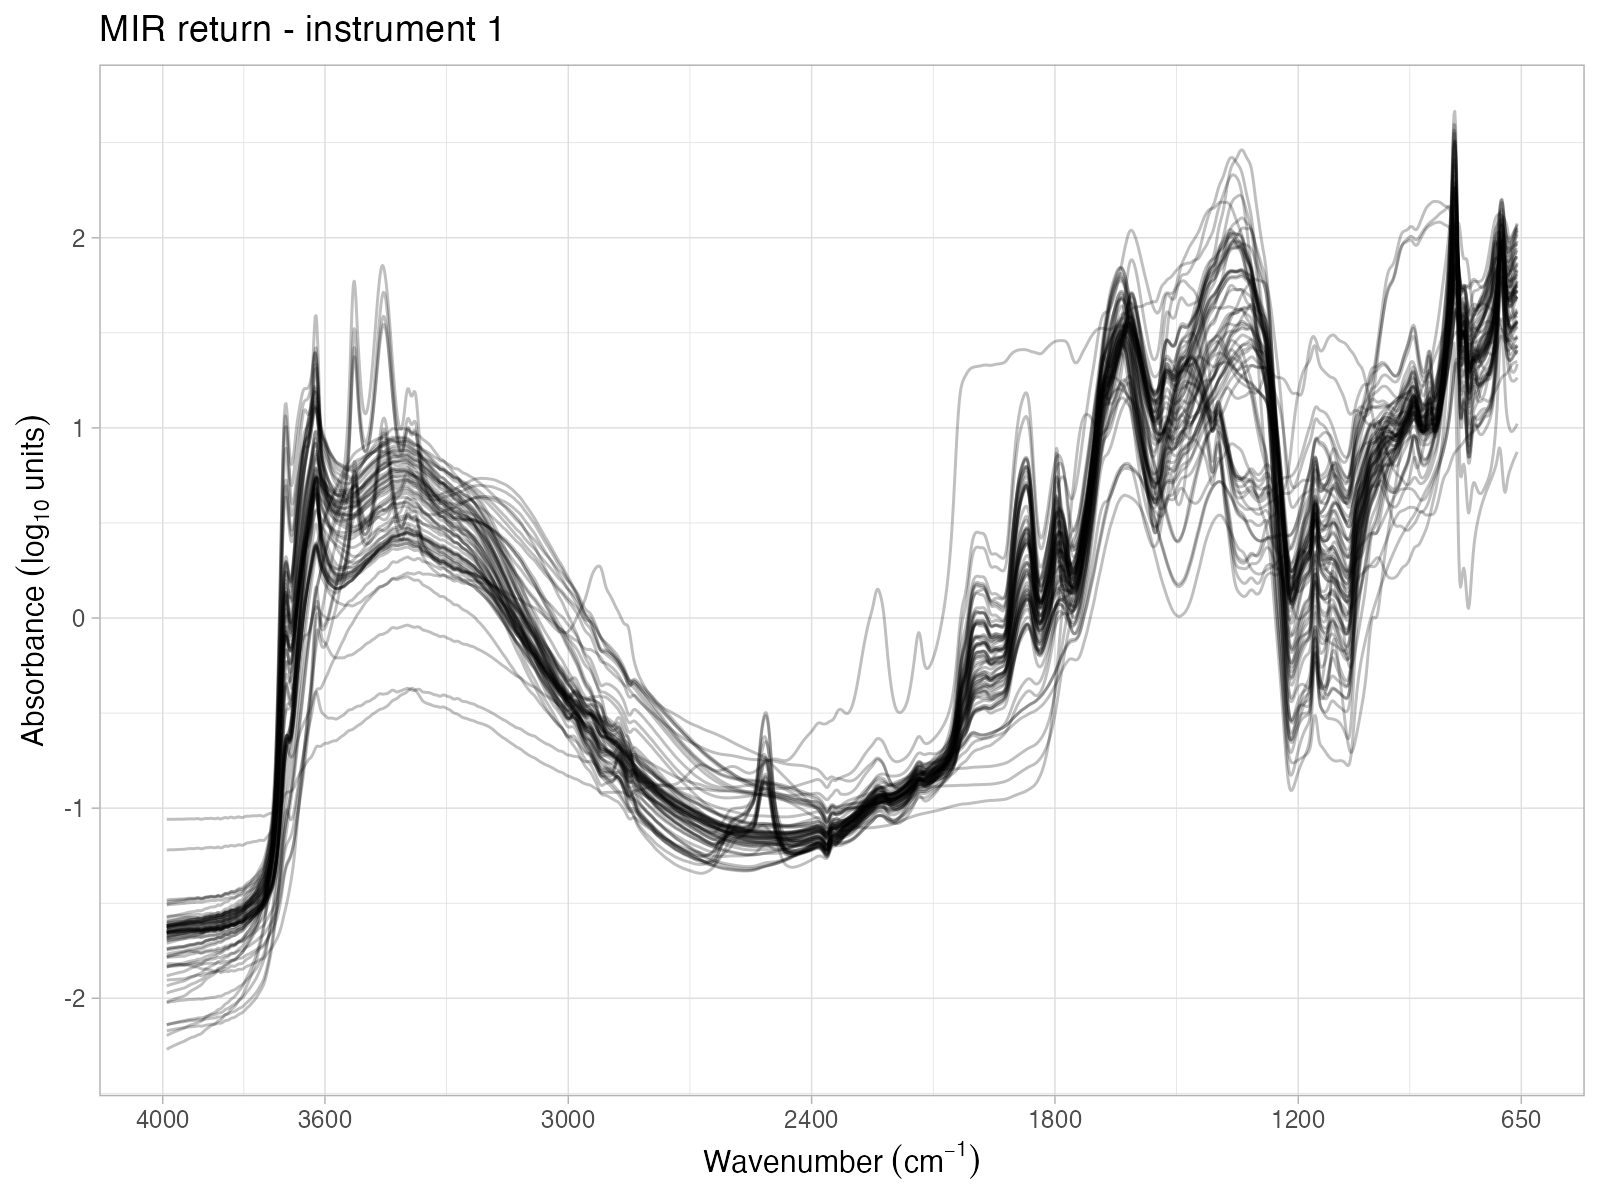 MIR return - instrument 1
Absorbance (log₁₀ units)
2
1
0
-1
-2
4000 3600 3000 2400 1800 1200 650
Wavenumber (cm⁻¹)